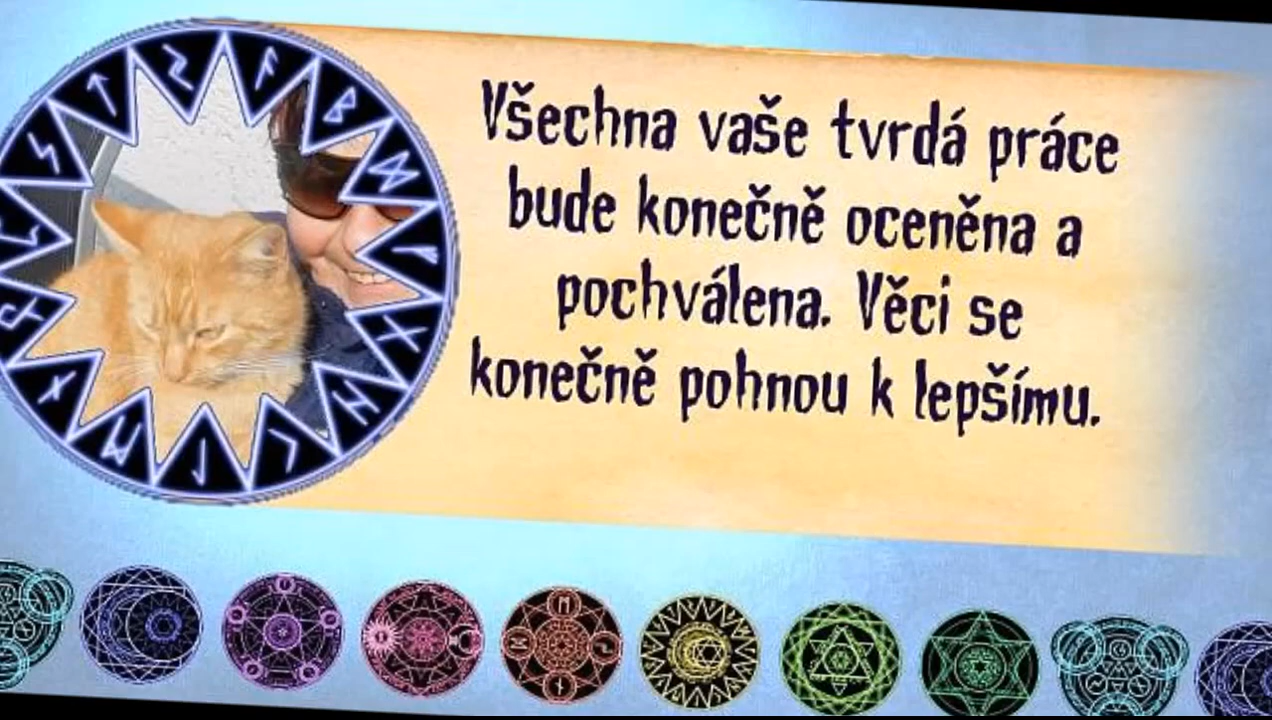 Všechna vaše tvrdá práce
bude konečně oceněna a
pochválena. Věci se
konečně pohnou k lepšímu.